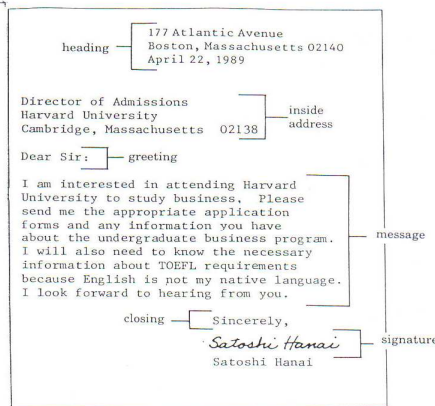 177 Atlantic Avenue
heading
Boston, Massachusetts 02140
April 22, 1989
Director of Admissions
Harvard University
inside
address
Cambridge, Massachusetts 02138
Dear Sir:
greeting
I am interested in attending Harvard
University to study business. Please
send me the appropriate application
forms and any information you have
about the undergraduate business program.
message
I will also need to know the necessary
information about TOEFL requirements
because English is not my native language.
I look forward to hearing from you.
closing
Sincerely,
Satoshi Hanai
signature
Satoshi Hanai